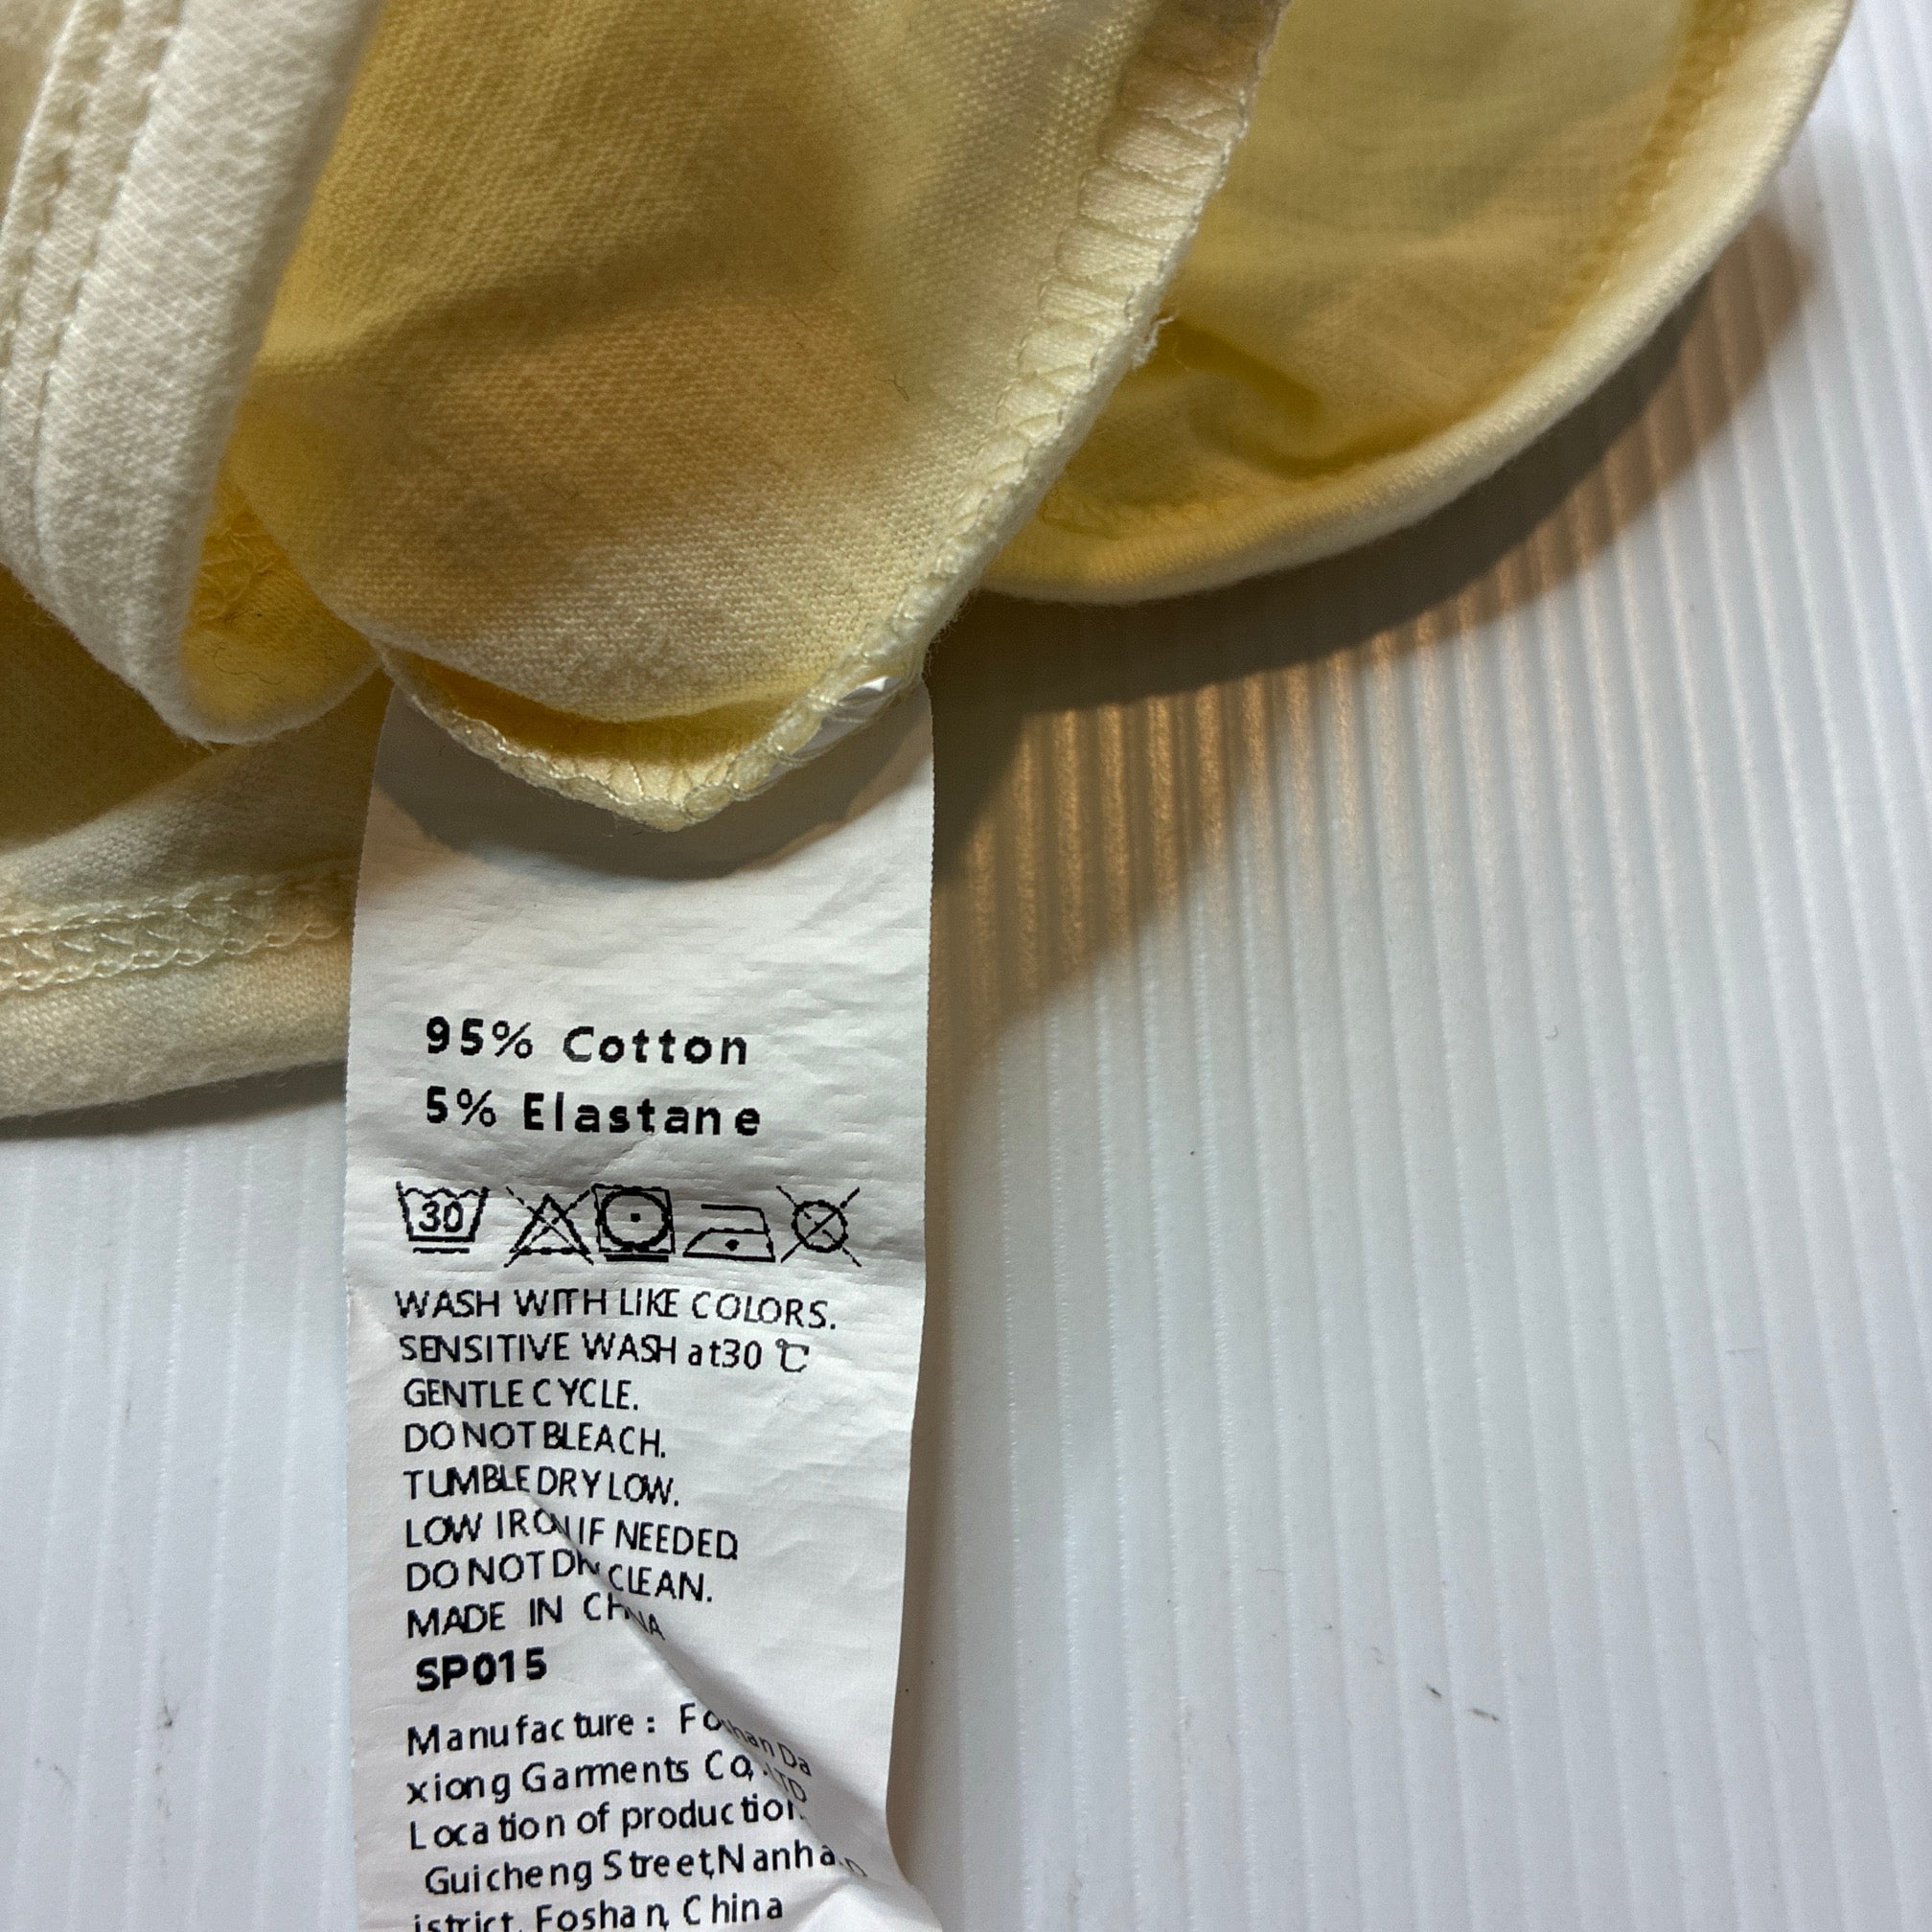 95% Cotton
5% Elastane
30
WASH WITH LIKE COLORS.
SENSITIVE WASH at30 ℃
GENTLE CYCLE.
DO NOT BLEACH.
TUMBLE DRY LOW.
LOW IRON IF NEEDED
DO NOT CLEAN.
MADE IN CHINA
SP015
Manufacture : Foshan Da
xiong Garments Co, LTD
Location of production
Guicheng Street,Nanha
istrict, Foshan, China